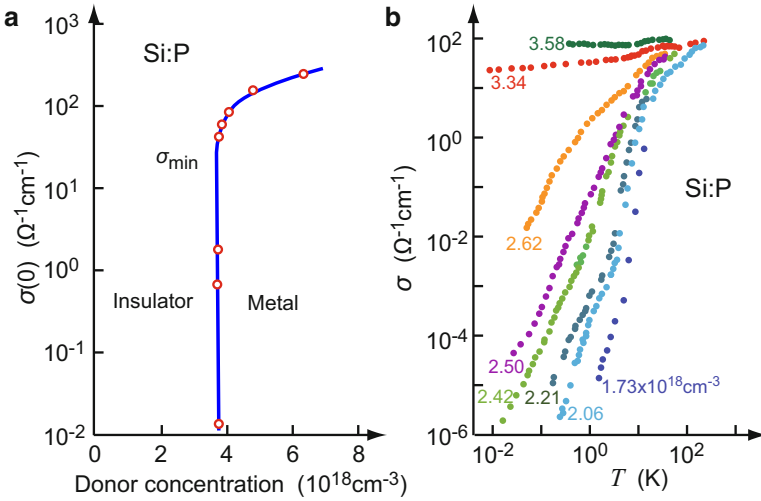 a
Si:P
σ(0) (Ω⁻¹cm⁻¹)
10³
10²
10¹
10⁰
10⁻¹
10⁻²
σmin
Insulator
Metal
0
2
4
6
8
Donor concentration (10¹⁸cm⁻³)
b
σ (Ω⁻¹cm⁻¹)
10²
10⁰
10⁻²
10⁻⁴
10⁻⁶
3.58
3.34
Si:P
2.62
2.50
2.42
2.21
2.06
1.73x10¹⁸cm⁻³
10⁻²
10⁰
10²
T (K)